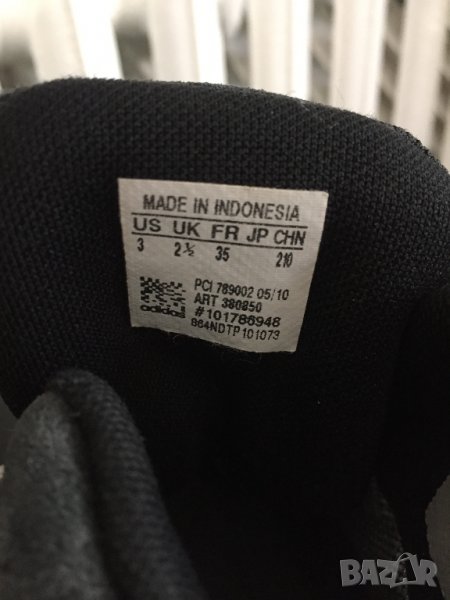 MADE IN INDONESIA
US UK FR JP CHN
3 2½ 35 210
PCI 789002 05/10
ART 380850
#101786948
864NDTP101073
adidas
BAZAR